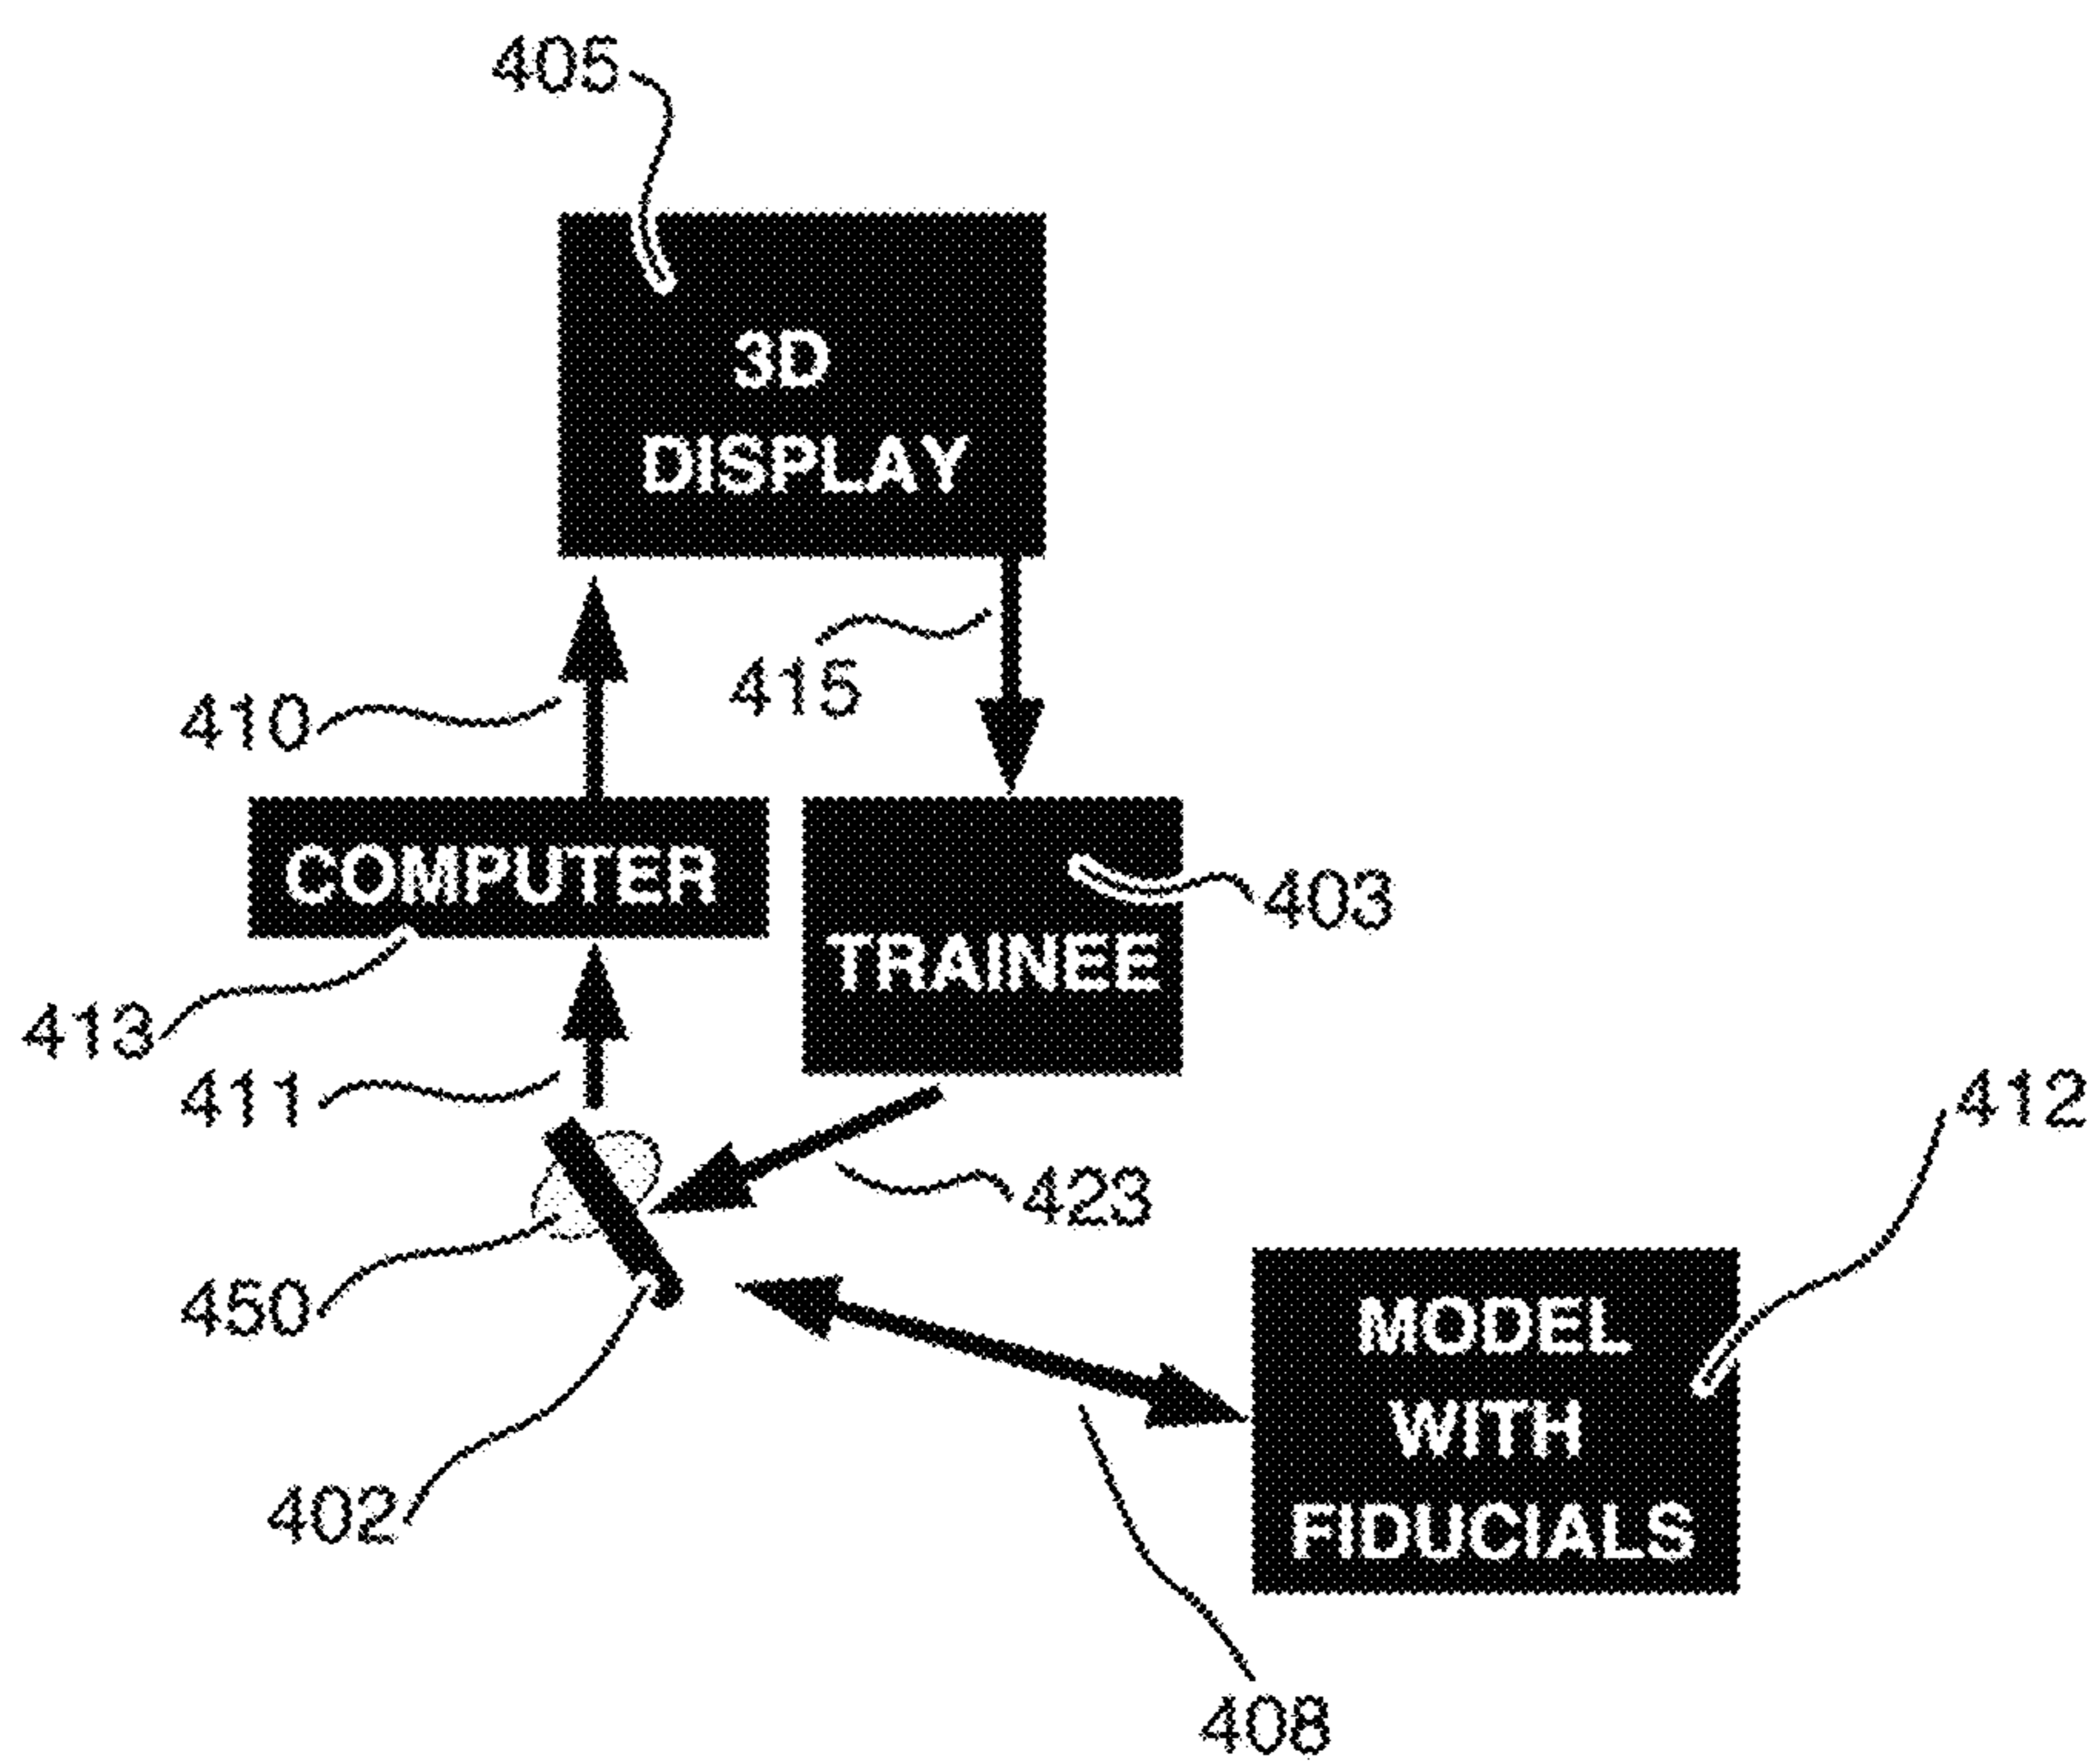 405
3D
DISPLAY
415
410
COMPUTER
403
TRAINEE
413
411
412
423
450
MODEL
WITH
402
FIDUCIALS
408